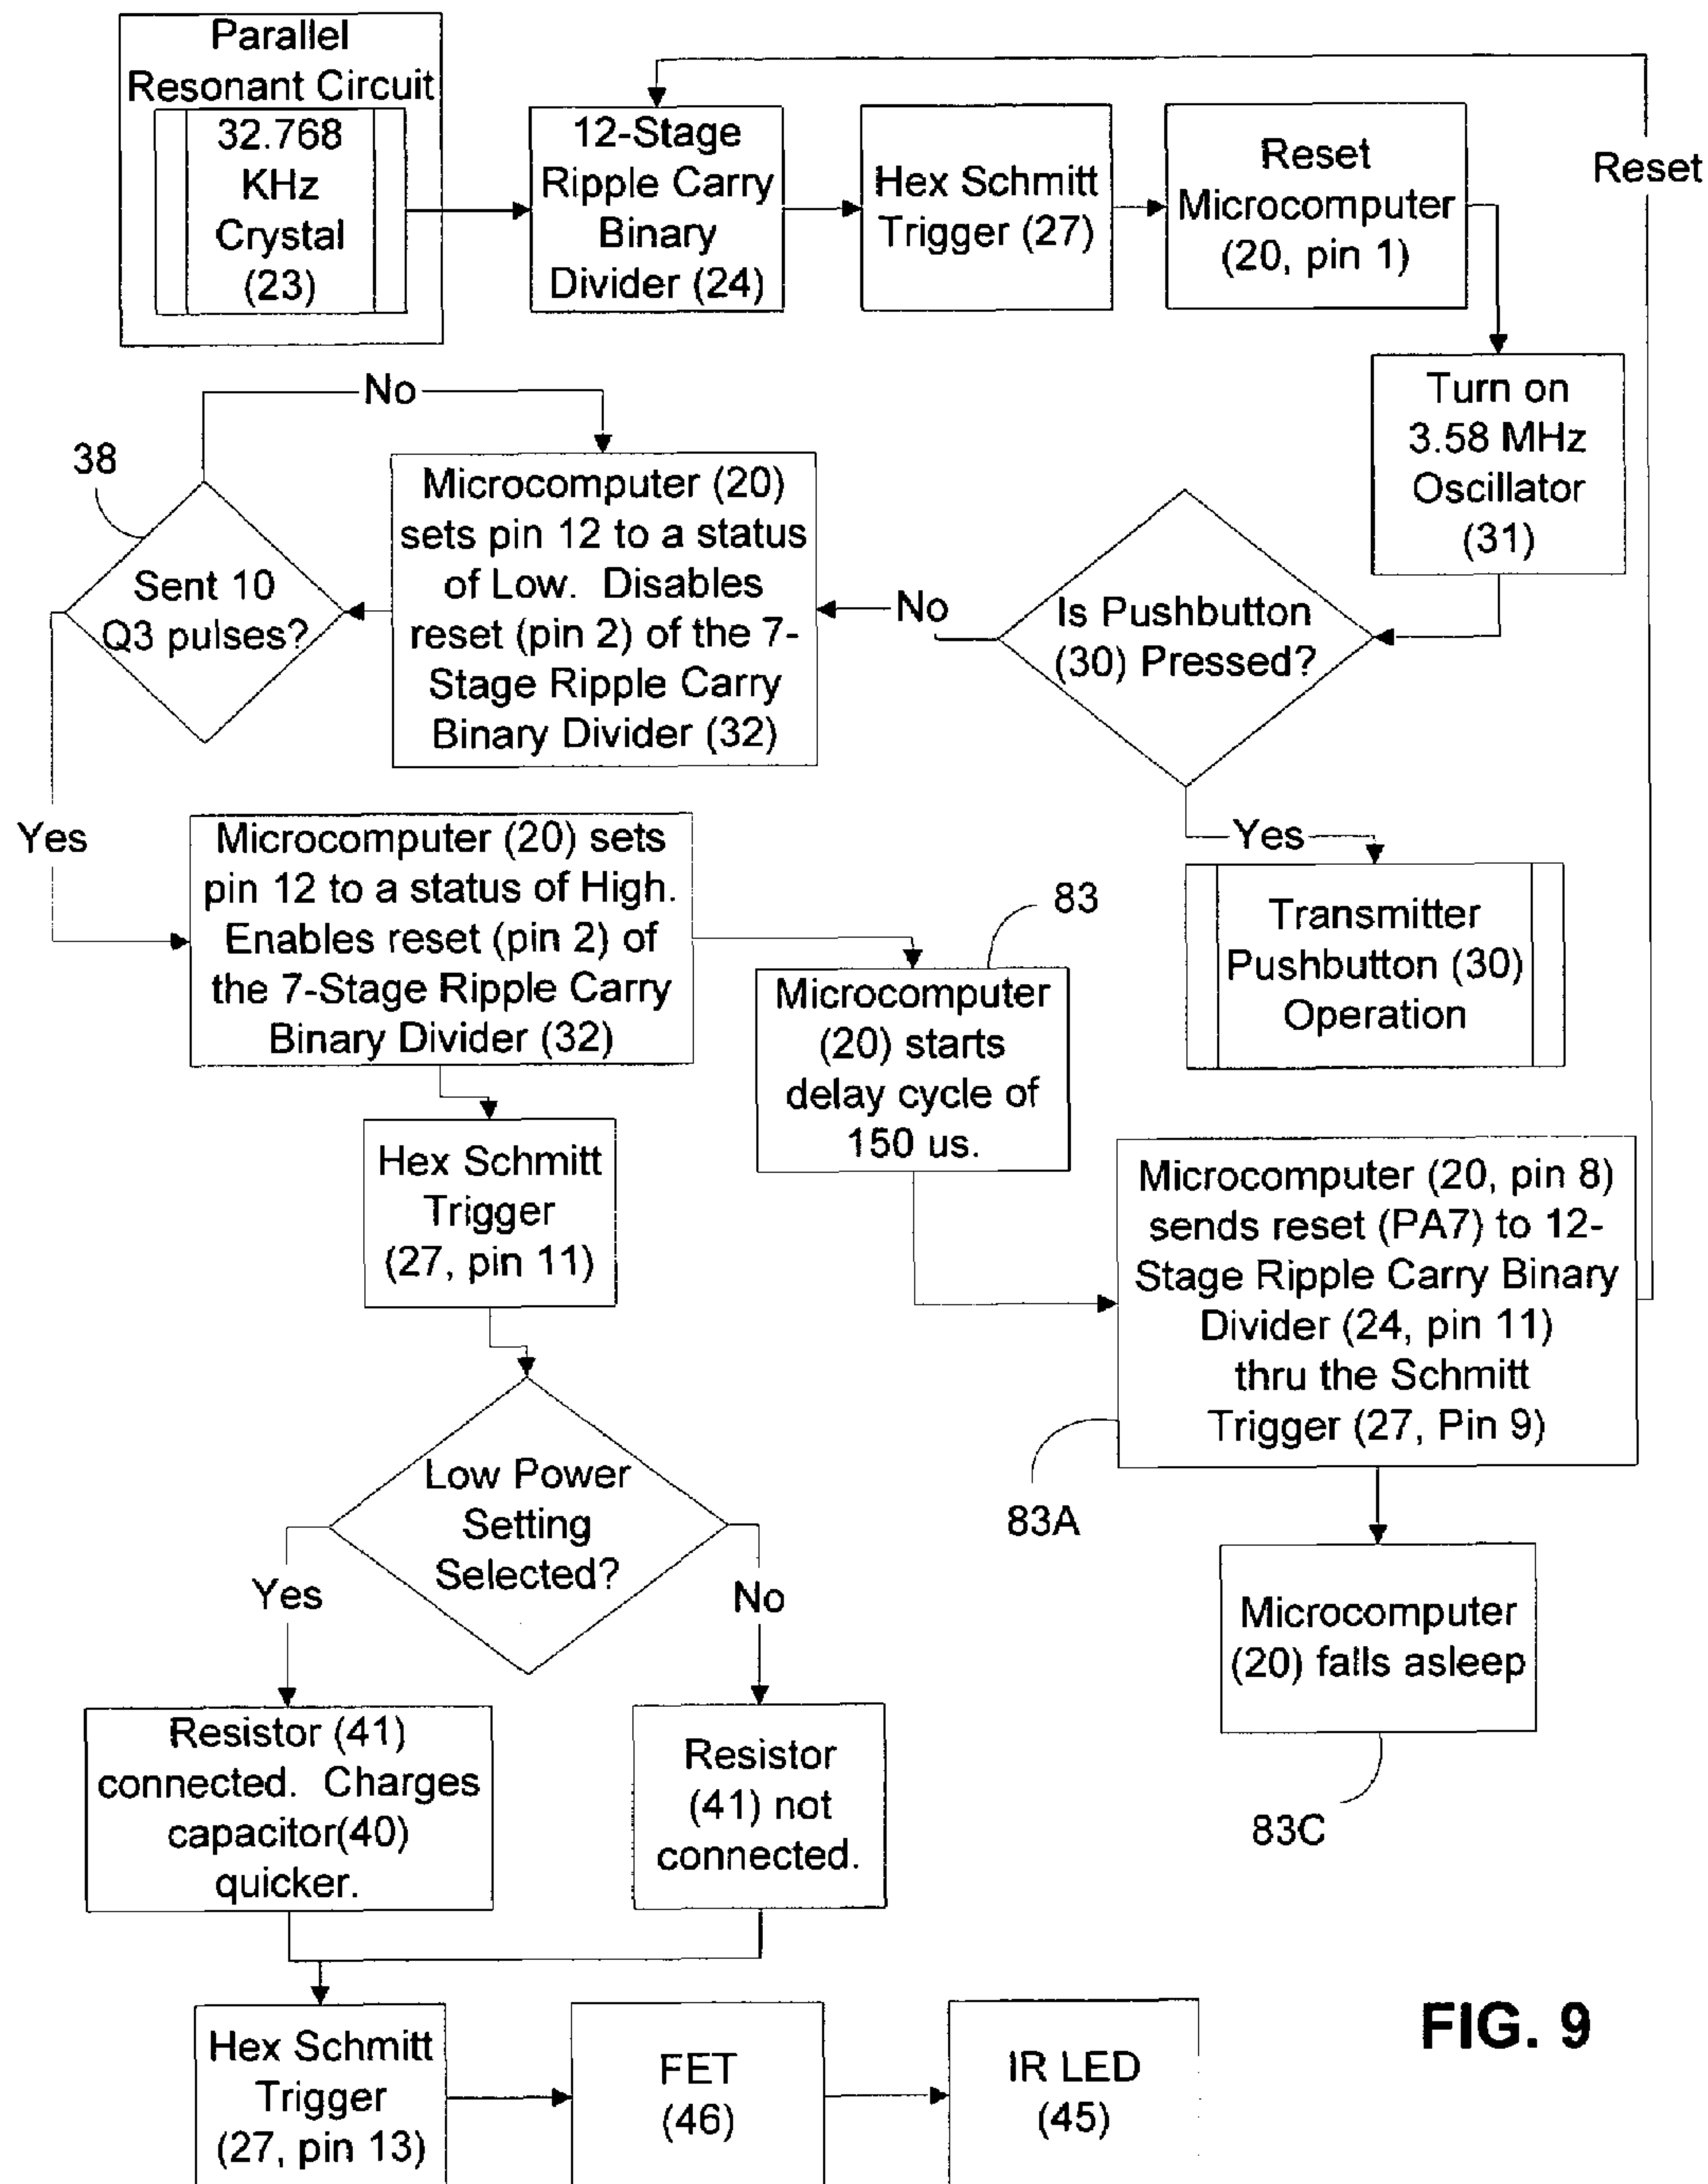 Parallel
Resonant Circuit
32.768
KHz
Crystal
(23)
12-Stage
Ripple Carry
Binary
Divider (24)
Hex Schmitt
Trigger (27)
Reset
Microcomputer
(20, pin 1)
Reset
Turn on
3.58 MHz
Oscillator
(31)
No
38
Sent 10
Q3 pulses?
Microcomputer (20)
sets pin 12 to a status
of Low. Disables
reset (pin 2) of the 7-
Stage Ripple Carry
Binary Divider (32)
No
Is Pushbutton
(30) Pressed?
Yes
Yes
Microcomputer (20) sets
pin 12 to a status of High.
Enables reset (pin 2) of
the 7-Stage Ripple Carry
Binary Divider (32)
83
Microcomputer
(20) starts
delay cycle of
150 us.
Transmitter
Pushbutton (30)
Operation
Hex Schmitt
Trigger
(27, pin 11)
Microcomputer (20, pin 8)
sends reset (PA7) to 12-
Stage Ripple Carry Binary
Divider (24, pin 11)
thru the Schmitt
Trigger (27, Pin 9)
83A
Low Power
Setting
Selected?
Yes
No
Microcomputer
(20) falls asleep
83C
Resistor (41)
connected. Charges
capacitor(40)
quicker.
Resistor
(41) not
connected.
Hex Schmitt
Trigger
(27, pin 13)
FET
(46)
IR LED
(45)
FIG. 9